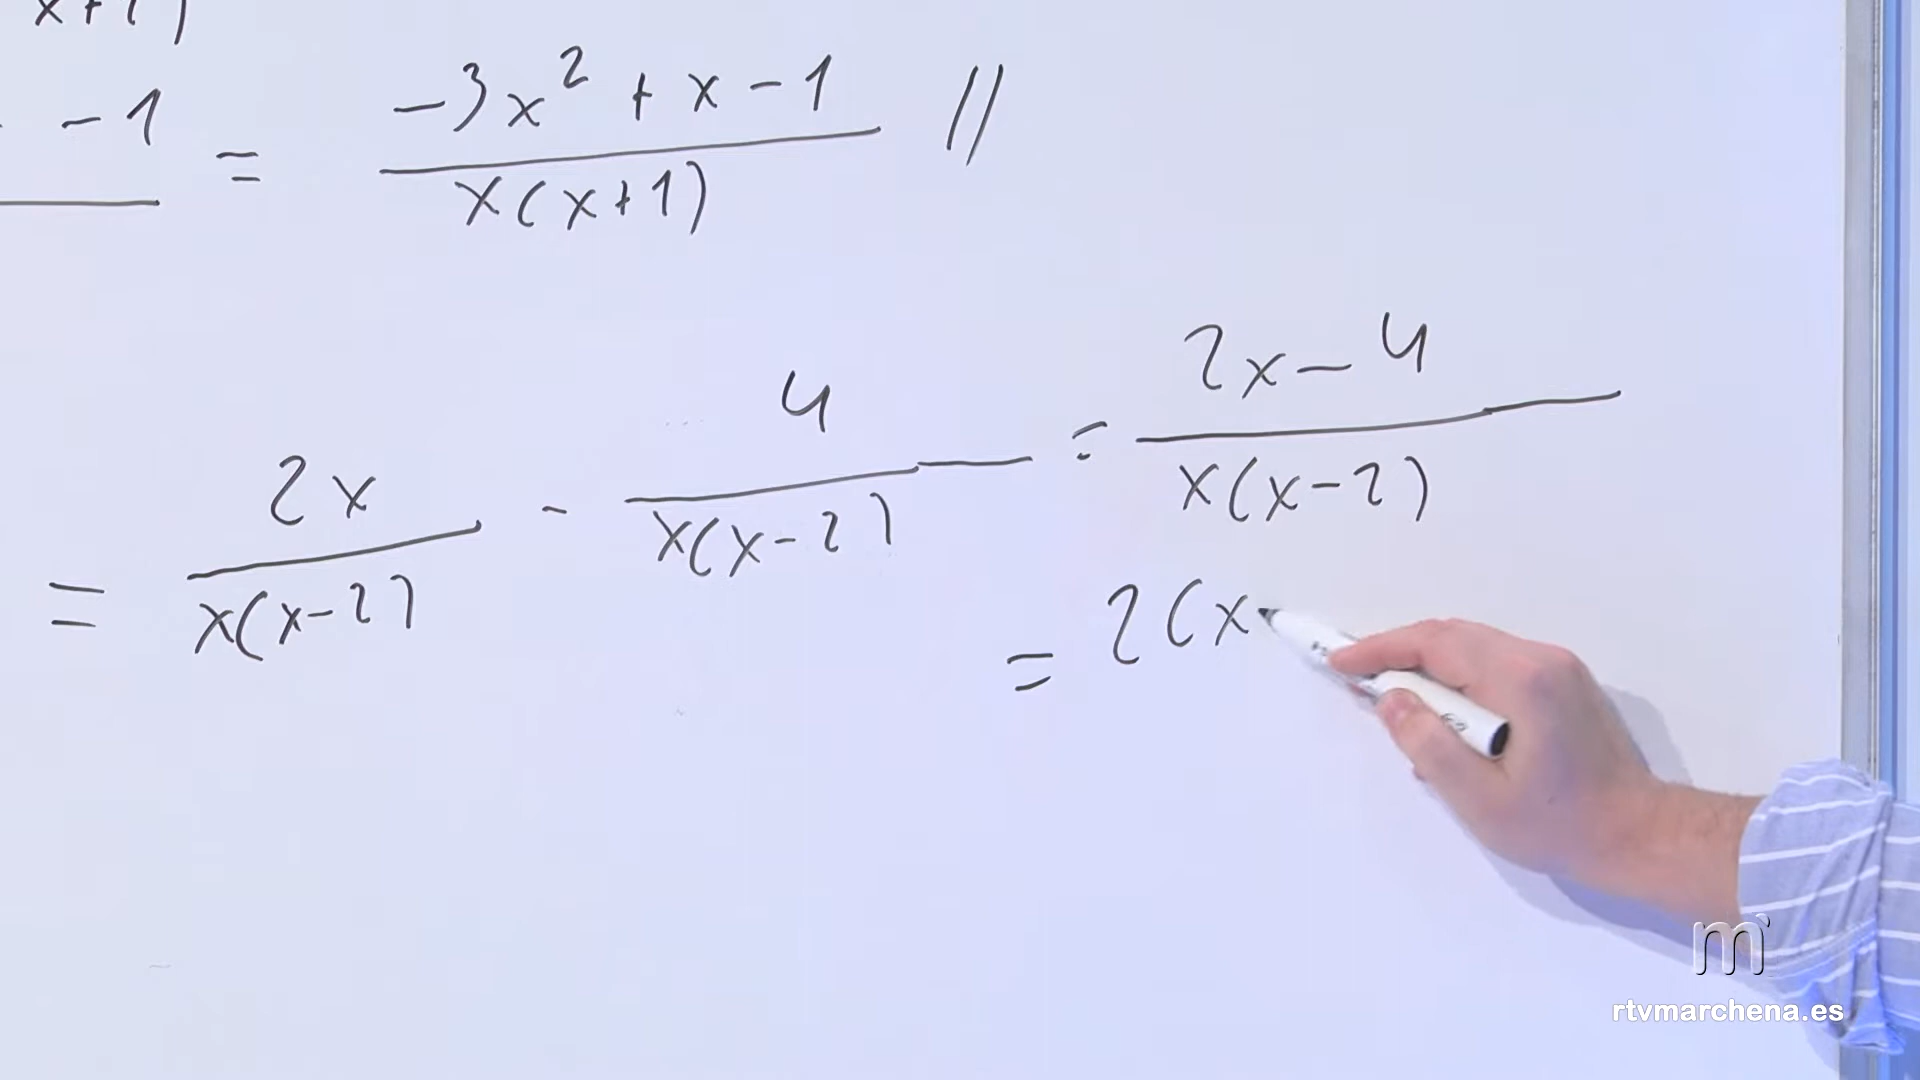 x+1)
-1 = (-3x² + x - 1) / (x(x+1)) //
= 2x / (x(x-2)) - 4 / (x(x-2)) = (2x-4) / (x(x-2))
= 2(x
m
rtvmarchena.es